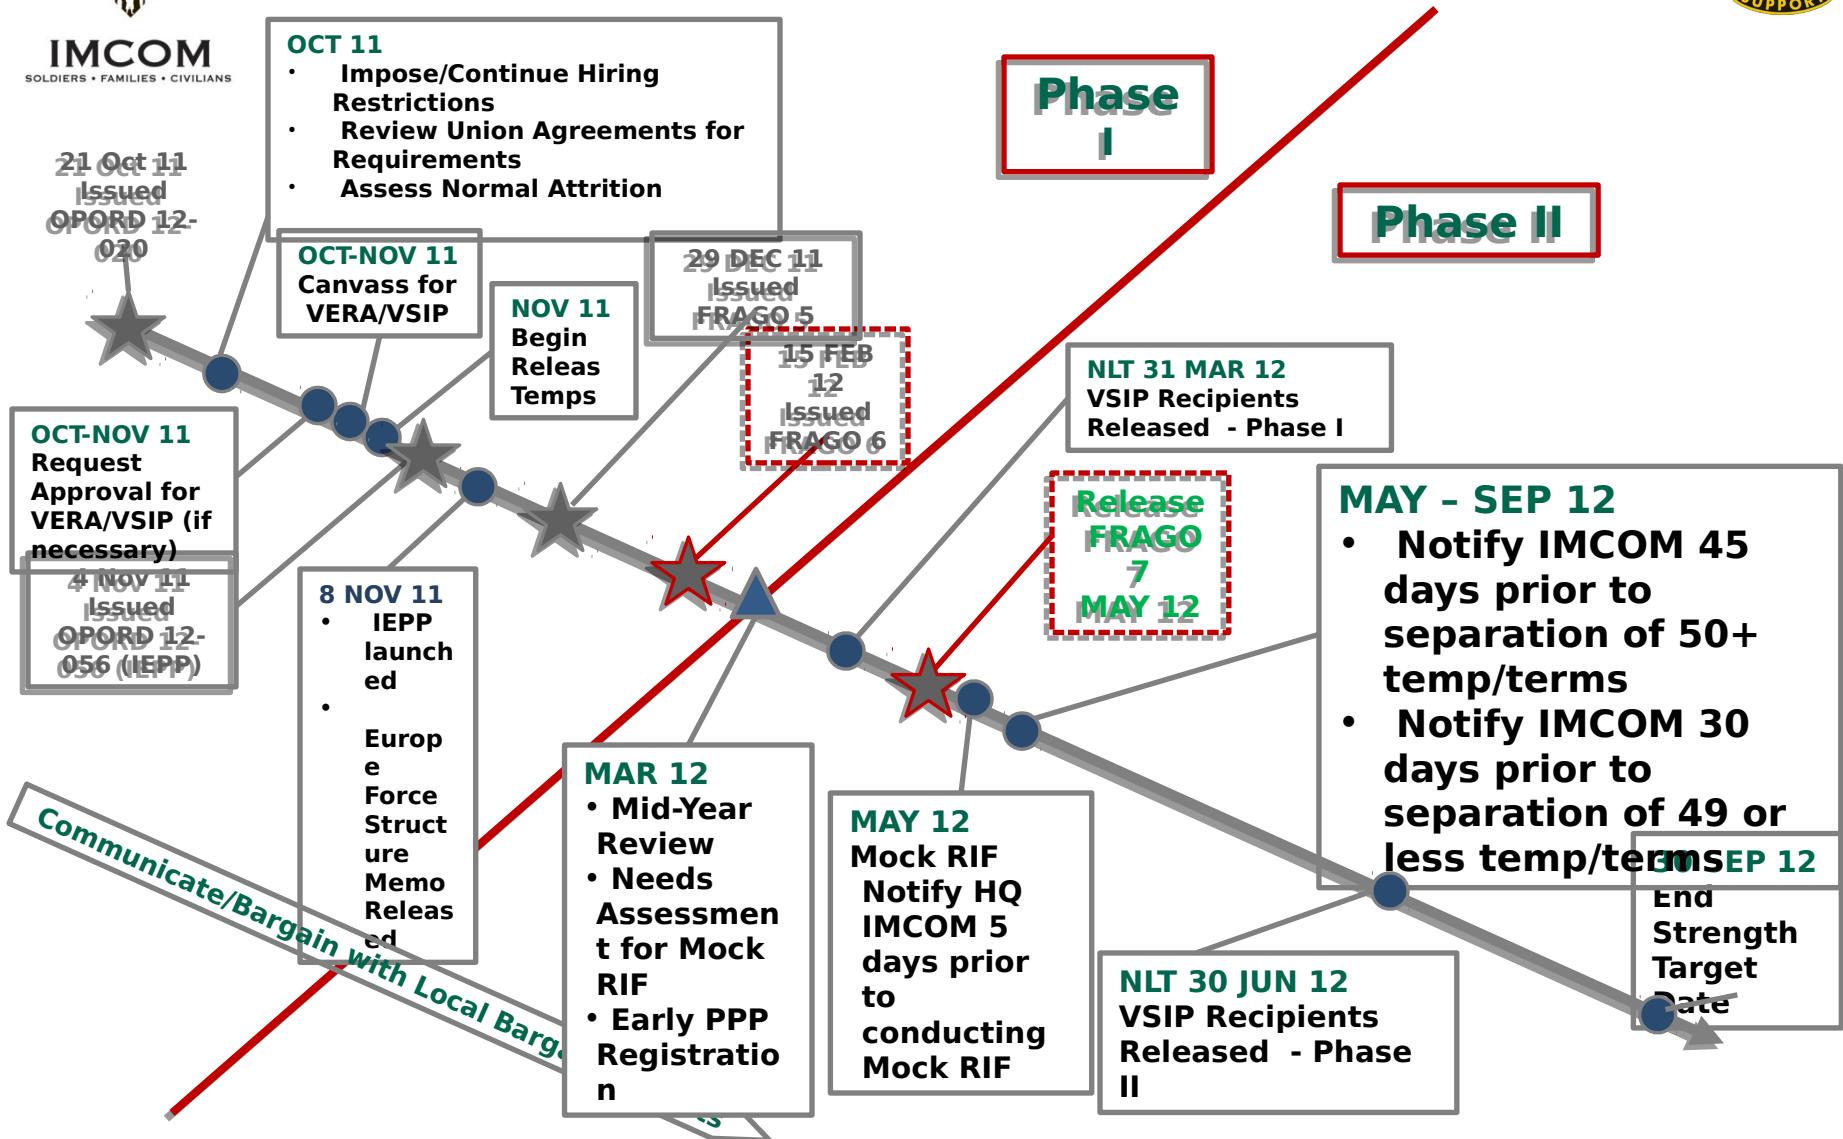 SUPPORT
IMCOM
SOLDIERS • FAMILIES • CIVILIANS
OCT 11
• Impose/Continue Hiring
Restrictions
• Review Union Agreements for
Requirements
• Assess Normal Attrition
Phase
I
Phase II
21 Oct 11
Issued
OPORD 12-
020
OCT-NOV 11
Canvass for
VERA/VSIP
NOV 11
Begin
Releas
Temps
29 DEC 11
Issued
FRAGO 5
15 FEB
12
Issued
FRAGO 6
NLT 31 MAR 12
VSIP Recipients
Released - Phase I
OCT-NOV 11
Request
Approval for
VERA/VSIP (if
necessary)
4 Nov 11
Issued
OPORD 12-
056 (IEPP)
8 NOV 11
• IEPP
launch
ed
•
Europ
e
Force
Struct
ure
Memo
Releas
ed
Release
FRAGO
7
MAY 12
MAY – SEP 12
• Notify IMCOM 45
days prior to
separation of 50+
temp/terms
• Notify IMCOM 30
days prior to
separation of 49 or
less temp/terms
MAR 12
• Mid-Year
Review
• Needs
Assessmen
t for Mock
RIF
• Early PPP
Registratio
n
MAY 12
Mock RIF
Notify HQ
IMCOM 5
days prior
to
conducting
Mock RIF
NLT 30 JUN 12
VSIP Recipients
Released - Phase
II
30 SEP 12
End
Strength
Target
Date
Communicate/Bargain with Local